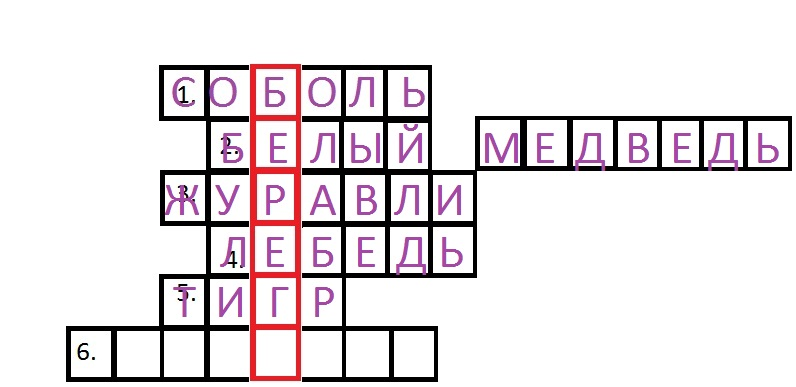 1. СОБОЛЬ
2. БЕЛЫЙ МЕДВЕДЬ
3. ЖУРАВЛИ
4. ЛЕБЕДЬ
5. ТИГР
6.